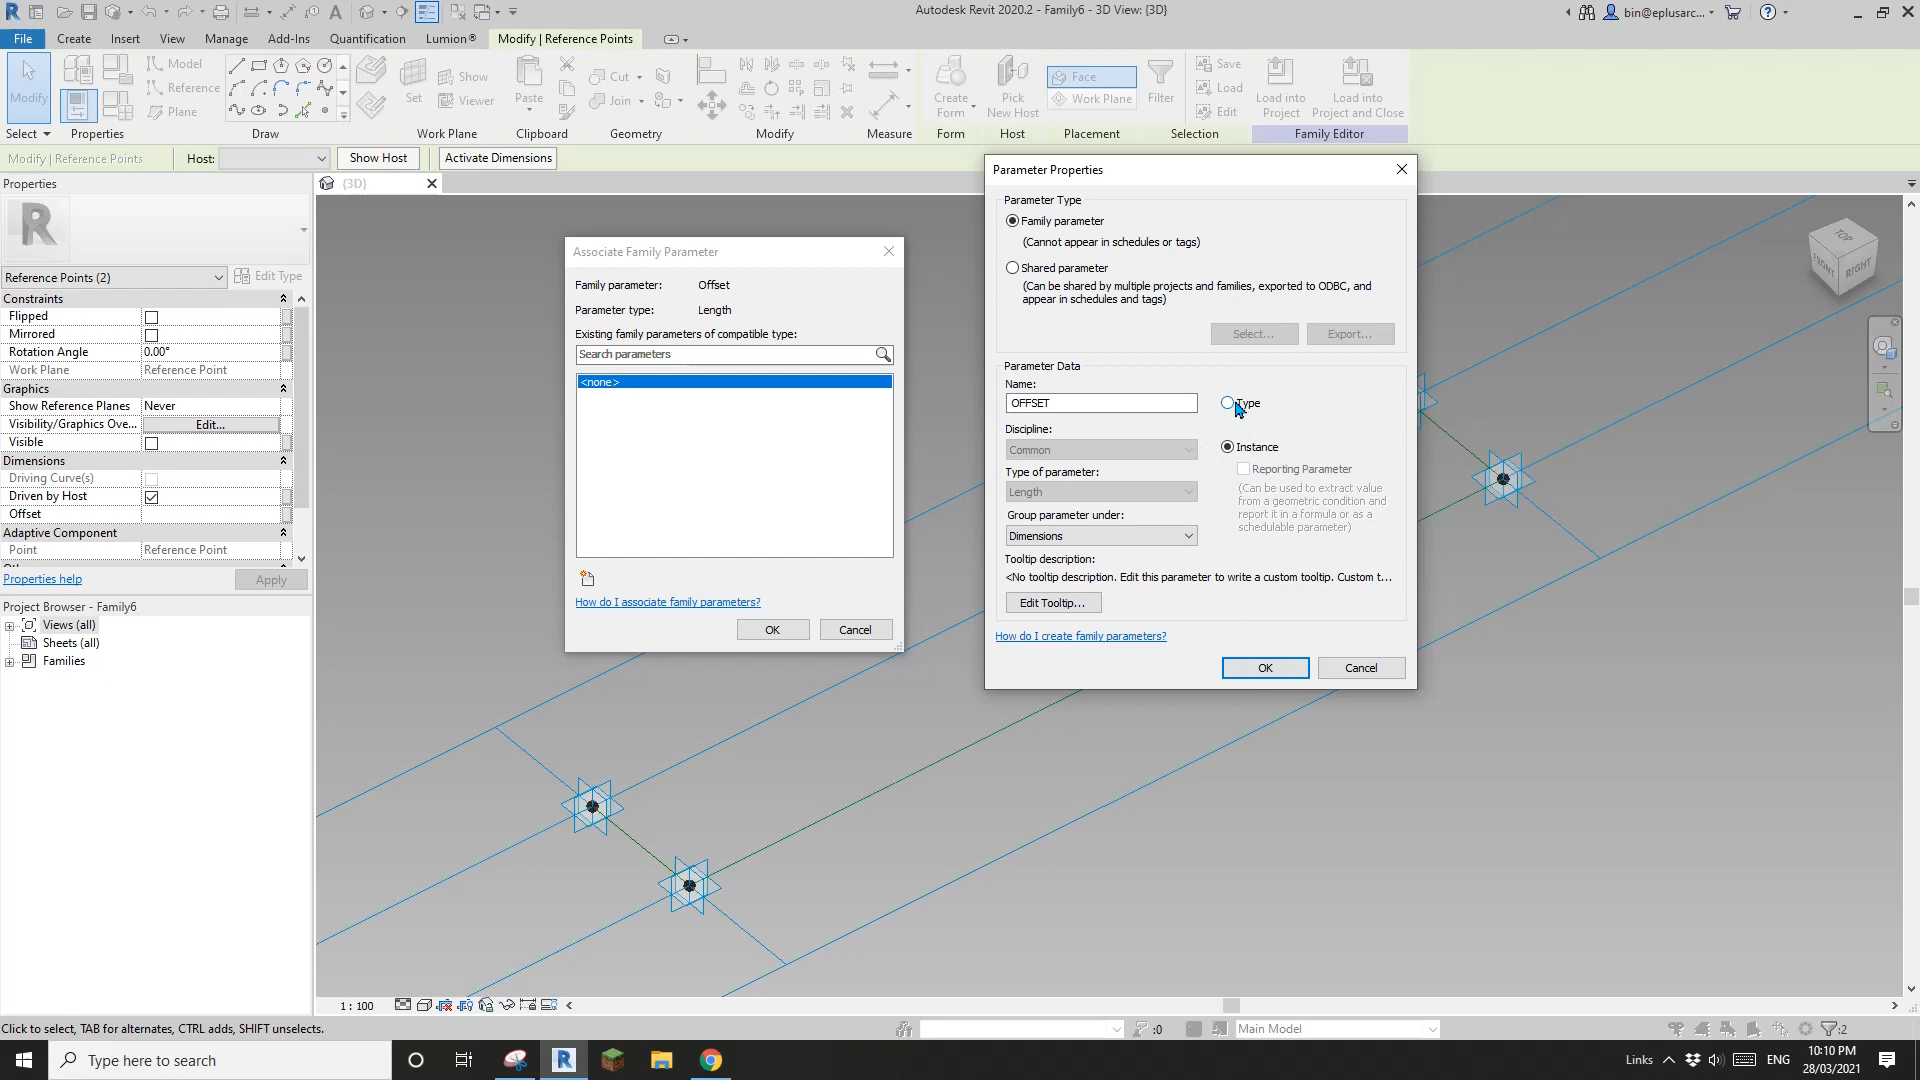 Autodesk Revit 2020.2 - Family6 - 3D View: {3D}
bin@eplusarc...
File
Create
Insert
View
Manage
Add-Ins
Quantification
Lumion®
Modify | Reference Points
Modify
Model
Reference
Plane
Set
Show
Viewer
Paste
Cut
Join
Create
Form
Pick
New Host
Face
Work Plane
Filter
Save
Load
Edit
Load into
Project
Load into
Project and Close
Select
Properties
Draw
Work Plane
Clipboard
Geometry
Modify
Measure
Form
Host
Placement
Selection
Family Editor
Modify | Reference Points
Host:
Show Host
Activate Dimensions
Properties
{3D}
R
Reference Points (2)
Edit Type
Constraints
Flipped
Mirrored
Rotation Angle
0.00°
Work Plane
Reference Point
Graphics
Show Reference Planes
Never
Visibility/Graphics Ove...
Edit...
Visible
Dimensions
Driving Curve(s)
Driven by Host
Offset
Adaptive Component
Point
Reference Point
Properties help
Apply
Project Browser - Family6
Views (all)
Sheets (all)
Families
Associate Family Parameter
Family parameter:
Offset
Parameter type:
Length
Existing family parameters of compatible type:
Search parameters
<none>
How do I associate family parameters?
OK
Cancel
Parameter Properties
Parameter Type
Family parameter
(Cannot appear in schedules or tags)
Shared parameter
(Can be shared by multiple projects and families, exported to ODBC, and
appear in schedules and tags)
Select...
Export...
Parameter Data
Name:
OFFSET
Type
Discipline:
Common
Instance
Type of parameter:
Reporting Parameter
Length
(Can be used to extract value
from a geometric condition and
report it in a formula or as a
schedulable parameter)
Group parameter under:
Dimensions
Tooltip description:
<No tooltip description. Edit this parameter to write a custom tooltip. Custom t...
Edit Tooltip...
How do I create family parameters?
OK
Cancel
TOP
FRONT
RIGHT
1 : 100
Click to select, TAB for alternates, CTRL adds, SHIFT unselects.
:0
Main Model
:2
Type here to search
Links
ENG
10:10 PM
28/03/2021